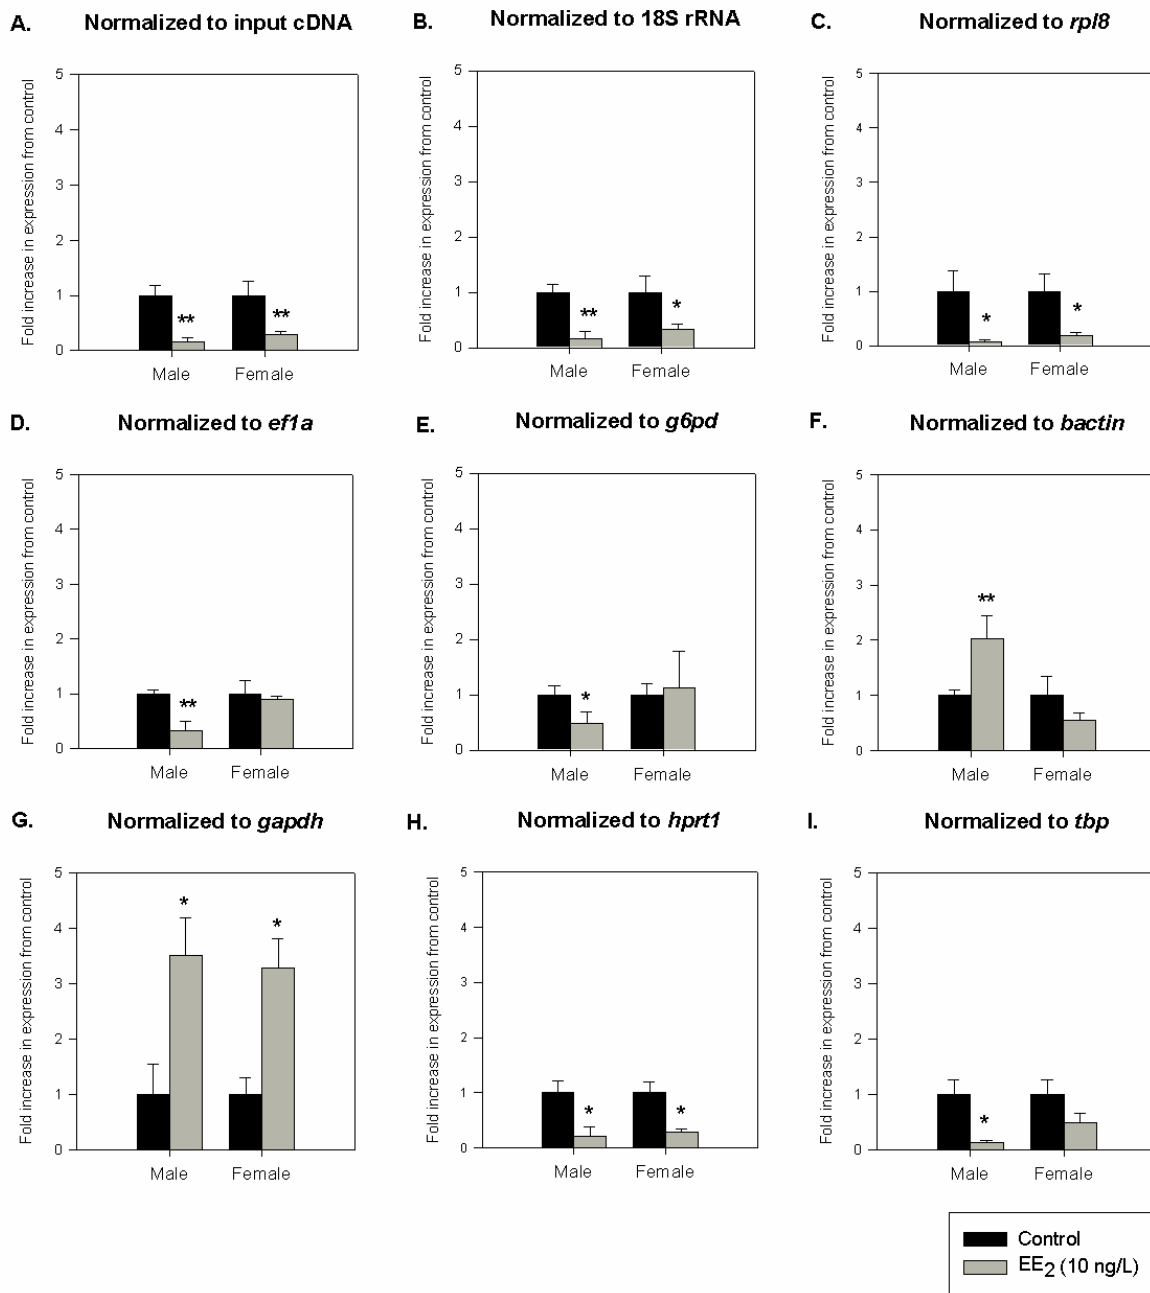 A. Normalized to input cDNA
Fold increase in expression from control
5
4
3
2
1
0
**
**
Male Female
B. Normalized to 18S rRNA
Fold increase in expression from control
5
4
3
2
1
0
**
*
Male Female
C. Normalized to rpl8
Fold increase in expression from control
5
4
3
2
1
0
*
*
Male Female
D. Normalized to ef1a
Fold increase in expression from control
5
4
3
2
1
0
**
Male Female
E. Normalized to g6pd
Fold increase in expression from control
5
4
3
2
1
0
*
Male Female
F. Normalized to bactin
Fold increase in expression from control
5
4
3
2
1
0
**
Male Female
G. Normalized to gapdh
Fold increase in expression from control
5
4
3
2
1
0
*
*
Male Female
H. Normalized to hprt1
Fold increase in expression from control
5
4
3
2
1
0
*
*
Male Female
I. Normalized to tbp
Fold increase in expression from control
5
4
3
2
1
0
*
Male Female
Control
EE2 (10 ng/L)